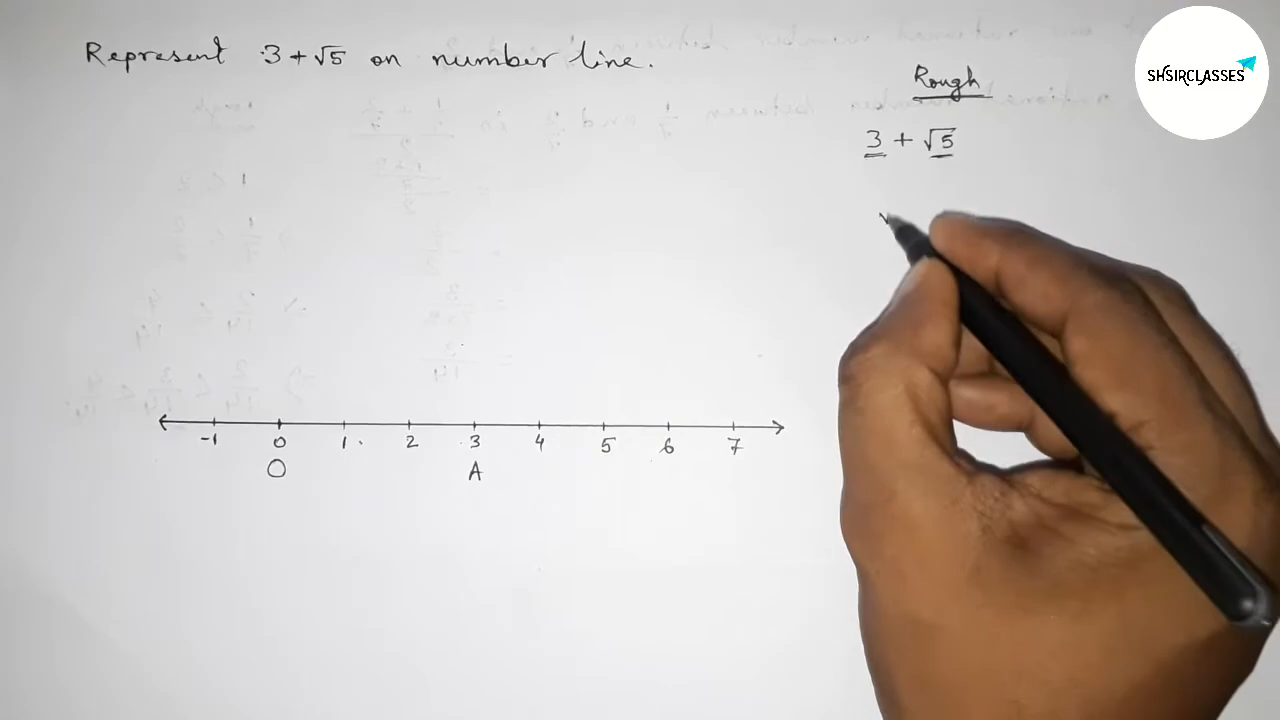 Represent 3+√5 on number line.
SHSIRCLASSES
Rough
3 + √5
-1 0 1 2 3 4 5 6 7
O A